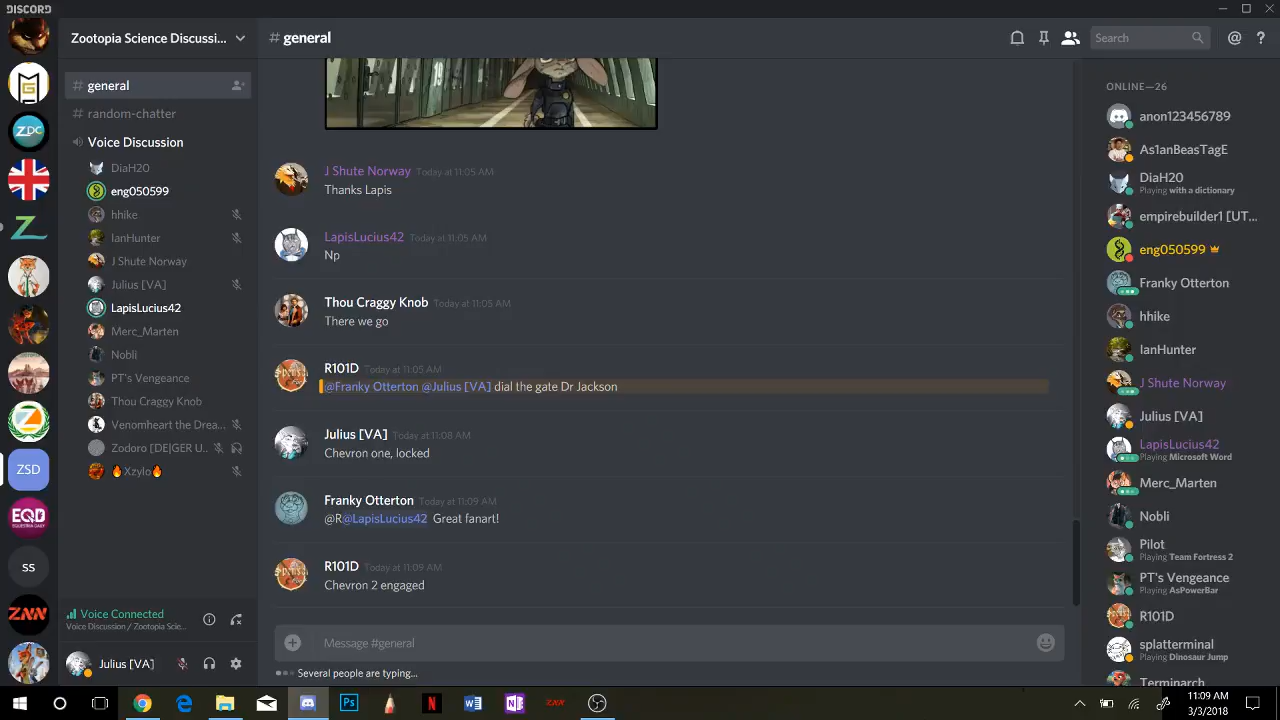 DISCORD
Zootopia Science Discussi...
# general
Search
# general
# random-chatter
Voice Discussion
DiaH20
eng050599
hhike
IanHunter
J Shute Norway
Julius [VA]
LapisLucius42
Merc_Marten
Nobli
PT's Vengeance
Thou Craggy Knob
Venomheart the Drea...
Zodoro [DE|GER U...
🔥Xzylo🔥
ZDC
ZSD
EQD
ss
ZNN
Voice Connected
Voice Discussion / Zootopia Scie...
Julius [VA]
J Shute Norway Today at 11:05 AM
Thanks Lapis
LapisLucius42 Today at 11:05 AM
Np
Thou Craggy Knob Today at 11:05 AM
There we go
R101D Today at 11:05 AM
@Franky Otterton @Julius [VA] dial the gate Dr Jackson
Julius [VA] Today at 11:08 AM
Chevron one, locked
Franky Otterton Today at 11:09 AM
@R@LapisLucius42 Great fanart!
R101D Today at 11:09 AM
Chevron 2 engaged
Message #general
Several people are typing...
ONLINE—26
anon123456789
As1anBeasTagE
DiaH20
Playing with a dictionary
empirebuilder1 [UT...
eng050599
Franky Otterton
hhike
IanHunter
J Shute Norway
Julius [VA]
LapisLucius42
Playing Microsoft Word
Merc_Marten
Nobli
Pilot
Playing Team Fortress 2
PT's Vengeance
Playing AsPowerBar
R101D
splatterminal
Playing Dinosaur Jump
Terminarch
Ps
N
W
N
ZNN
11:09 AM
3/3/2018